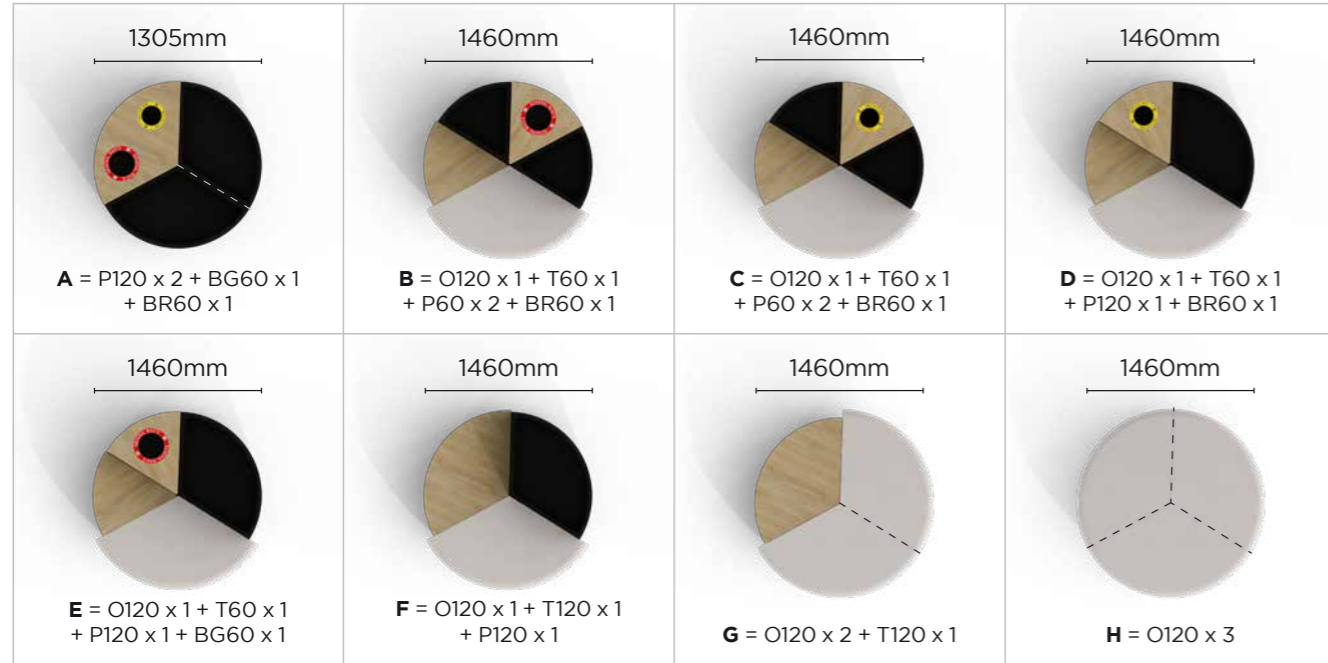 1305mm
A = P120 x 2 + BG60 x 1
+ BR60 x 1
1460mm
B = O120 x 1 + T60 x 1
+ P60 x 2 + BR60 x 1
1460mm
C = O120 x 1 + T60 x 1
+ P60 x 2 + BR60 x 1
1460mm
D = O120 x 1 + T60 x 1
+ P120 x 1 + BR60 x 1
1460mm
E = O120 x 1 + T60 x 1
+ P120 x 1 + BG60 x 1
1460mm
F = O120 x 1 + T120 x 1
+ P120 x 1
1460mm
G = O120 x 2 + T120 x 1
1460mm
H = O120 x 3